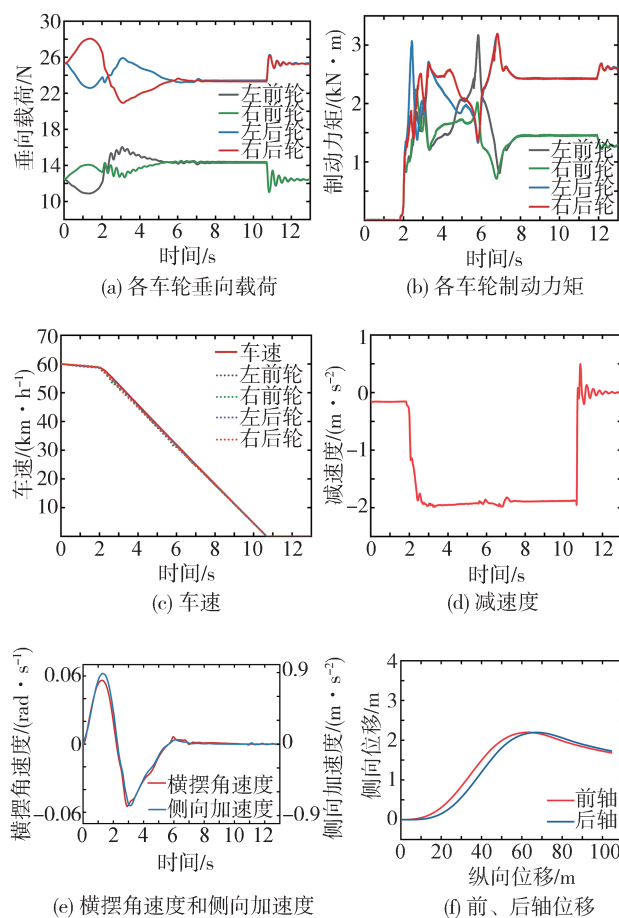 垂向载荷/N
30
26
22
18
14
10
左前轮
右前轮
左后轮
右后轮
0 2 4 6 8 10 12
时间/s
(a) 各车轮垂向载荷
制动力矩/(kN·m)
3
2
1
0
左前轮
右前轮
左后轮
右后轮
0 2 4 6 8 10 12
时间/s
(b) 各车轮制动力矩
车速/(km·h⁻¹)
70
60
50
40
30
20
10
车速
左前轮
右前轮
左后轮
右后轮
0 2 4 6 8 10 12
时间/s
(c) 车速
减速度/(m·s⁻²)
1
0
-1
-2
0 2 4 6 8 10 12
时间/s
(d) 减速度
横摆角速度/(rad·s⁻¹)
0.06
0
-0.06
横摆角速度
侧向加速度
0.9
0
-0.9
侧向加速度/(m·s⁻²)
0 2 4 6 8 10 12
时间/s
(e) 横摆角速度和侧向加速度
侧向位移/m
4
2
0
前轴
后轴
0 20 40 60 80 100
纵向位移/m
(f) 前、后轴位移